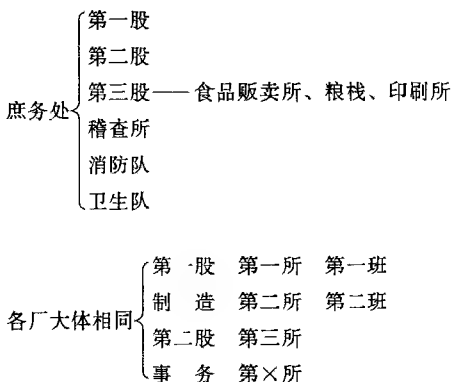 第一股
第二股
庶务处
第三股——食品贩卖所、粮栈、印刷所
稽查所
消防队
卫生队
第一股 第一所 第一班
制造 第二所 第二班
各厂大体相同
第二股 第三所
事务 第×所